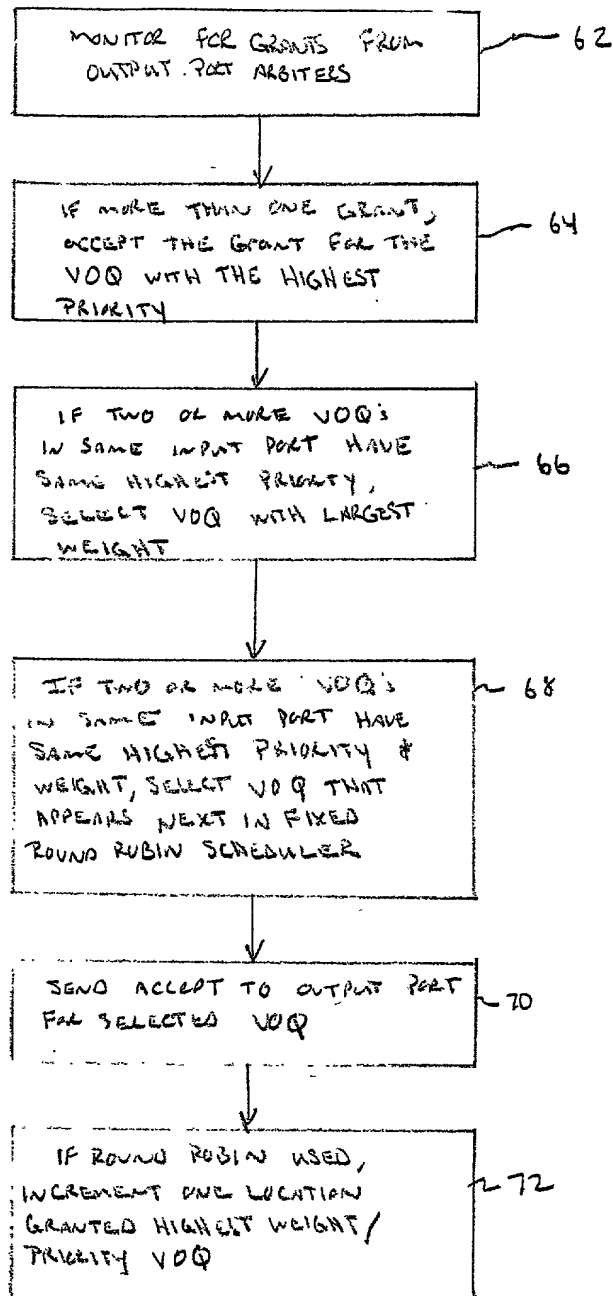 MONITOR FOR GRANTS FROM
OUTPUT PORT ARBITERS
62
IF MORE THAN ONE GRANT,
ACCEPT THE GRANT FOR THE
VOQ WITH THE HIGHEST
PRIORITY
64
IF TWO OR MORE VOQ's
IN SAME INPUT PORT HAVE
SAME HIGHEST PRIORITY,
SELECT VOQ WITH LARGEST
WEIGHT
66
IF TWO OR MORE VOQ's
IN SAME INPUT PORT HAVE
SAME HIGHEST PRIORITY &
WEIGHT, SELECT VOQ THAT
APPEARS NEXT IN FIXED
ROUND ROBIN SCHEDULER
68
SEND ACCEPT TO OUTPUT PORT
FOR SELECTED VOQ
70
IF ROUND ROBIN USED,
INCREMENT ONE LOCATION
GRANTED HIGHEST WEIGHT/
PRIORITY VOQ
72